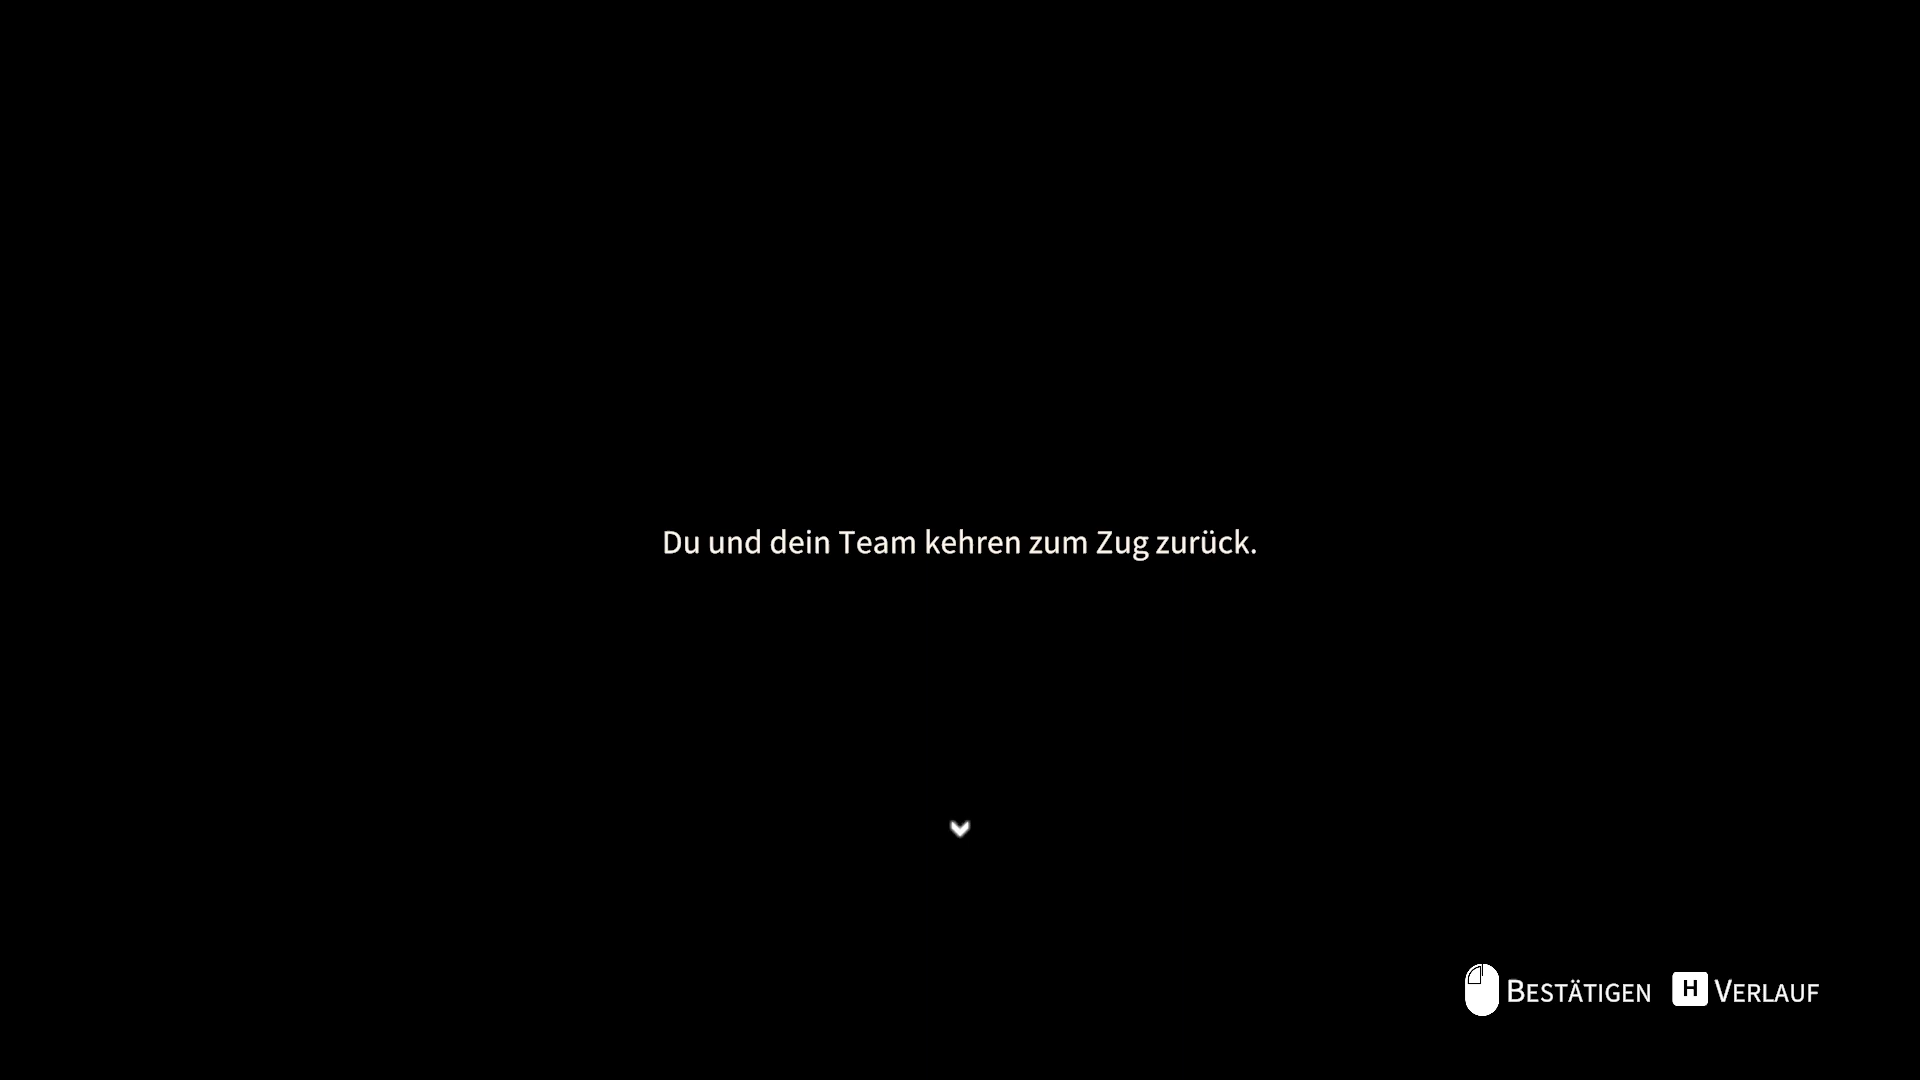 Du und dein Team kehren zum Zug zurück.
BESTÄTIGEN H VERLAUF